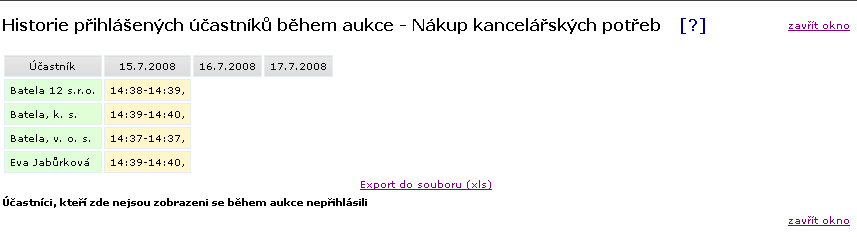 Historie přihlášených účastníků během aukce - Nákup kancelářských potřeb [?] zavřít okno
Účastník 15.7.2008 16.7.2008 17.7.2008
Batela 12 s.r.o. 14:38-14:39,
Batela, k. s. 14:39-14:40,
Batela, v. o. s. 14:37-14:37,
Eva Jabůrková 14:39-14:40,
Export do souboru (xls)
Účastníci, kteří zde nejsou zobrazeni se během aukce nepřihlásili
zavřít okno